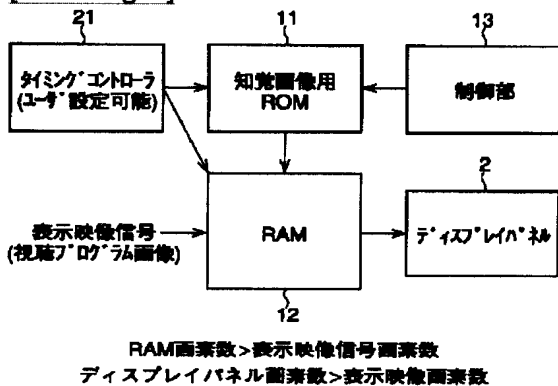 21
タイミングコントローラ
(ユーザ設定可能)
11
知覚画像用
ROM
13
制御部
表示映像信号
(視聴プログラム画像)
RAM
12
2
ディスプレイパネル
RAM画素数>表示映像信号画素数
ディスプレイパネル画素数>表示映像画素数